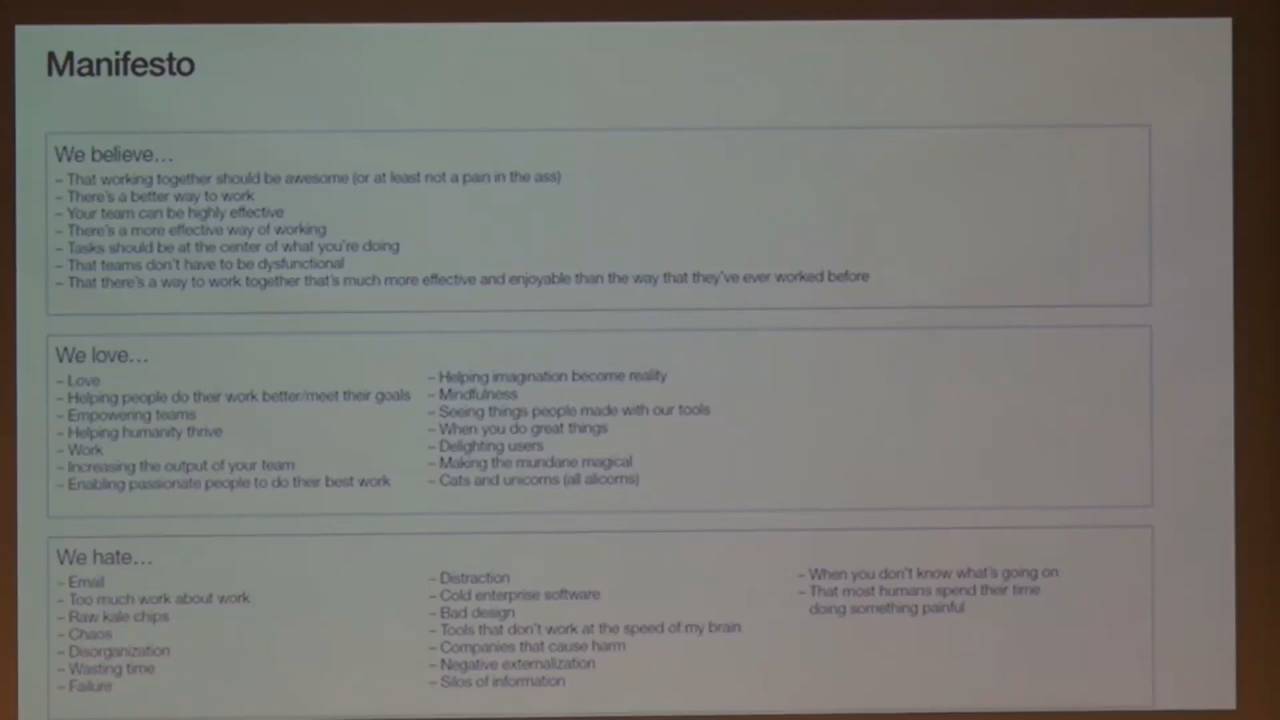 Manifesto
We believe...
– That working together should be awesome (or at least not a pain in the ass)
– There's a better way to work
– Your team can be highly effective
– There's a more effective way of working
– Tasks should be at the center of what you're doing
– That teams don't have to be dysfunctional
– That there's a way to work together that's much more effective and enjoyable than the way that they've ever worked before
We love...
– Love
– Helping people do their work better/meet their goals
– Empowering teams
– Helping humanity thrive
– Work
– Increasing the output of your team
– Enabling passionate people to do their best work
– Helping imagination become reality
– Mindfulness
– Seeing things people made with our tools
– When you do great things
– Delighting users
– Making the mundane magical
– Cats and unicorns (all alicorns)
We hate...
– Email
– Too much work about work
– Raw kale chips
– Chaos
– Disorganization
– Wasting time
– Failure
– Distraction
– Cold enterprise software
– Bad design
– Tools that don't work at the speed of my brain
– Companies that cause harm
– Negative externalization
– Silos of information
– When you don't know what's going on
– That most humans spend their time
doing something painful